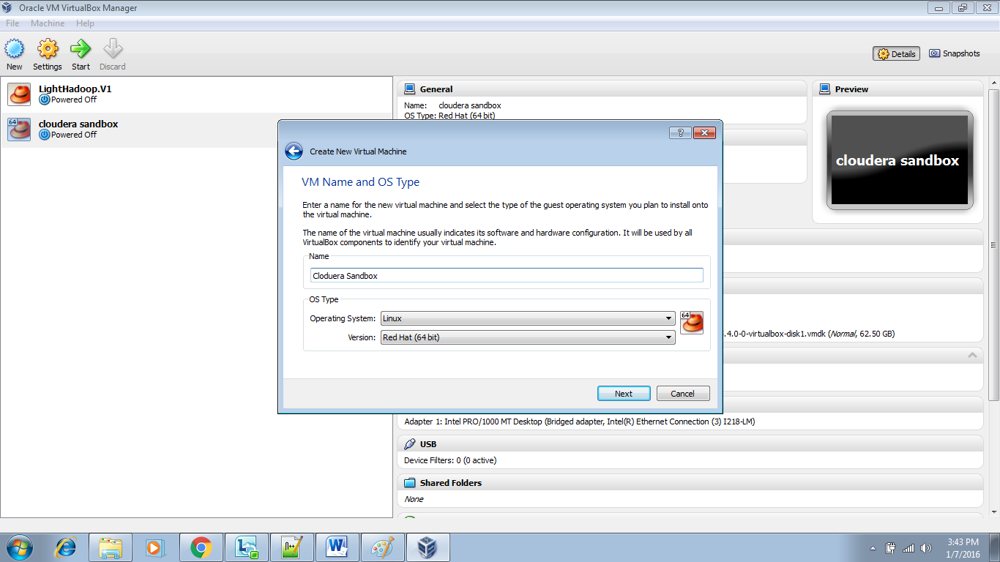 Oracle VM VirtualBox Manager
File Machine Help
New Settings Start Discard
Details Snapshots
LightHadoop.V1
Powered Off
64
cloudera sandbox
Powered Off
General
Name: cloudera sandbox
OS Type: Red Hat (64 bit)
Preview
cloudera sandbox
?
Create New Virtual Machine
VM Name and OS Type
Enter a name for the new virtual machine and select the type of the guest operating system you plan to install onto
the virtual machine.
The name of the virtual machine usually indicates its software and hardware configuration. It will be used by all
VirtualBox components to identify your virtual machine.
Name
Cloduera Sandbox
OS Type
Operating System: Linux
64
Version: Red Hat (64 bit)
Next Cancel
.4.0-0-virtualbox-disk1.vmdk (Normal, 62.50 GB)
Adapter 1: Intel PRO/1000 MT Desktop (Bridged adapter, Intel(R) Ethernet Connection (3) I218-LM)
USB
Device Filters: 0 (0 active)
Shared Folders
None
3:43 PM
1/7/2016